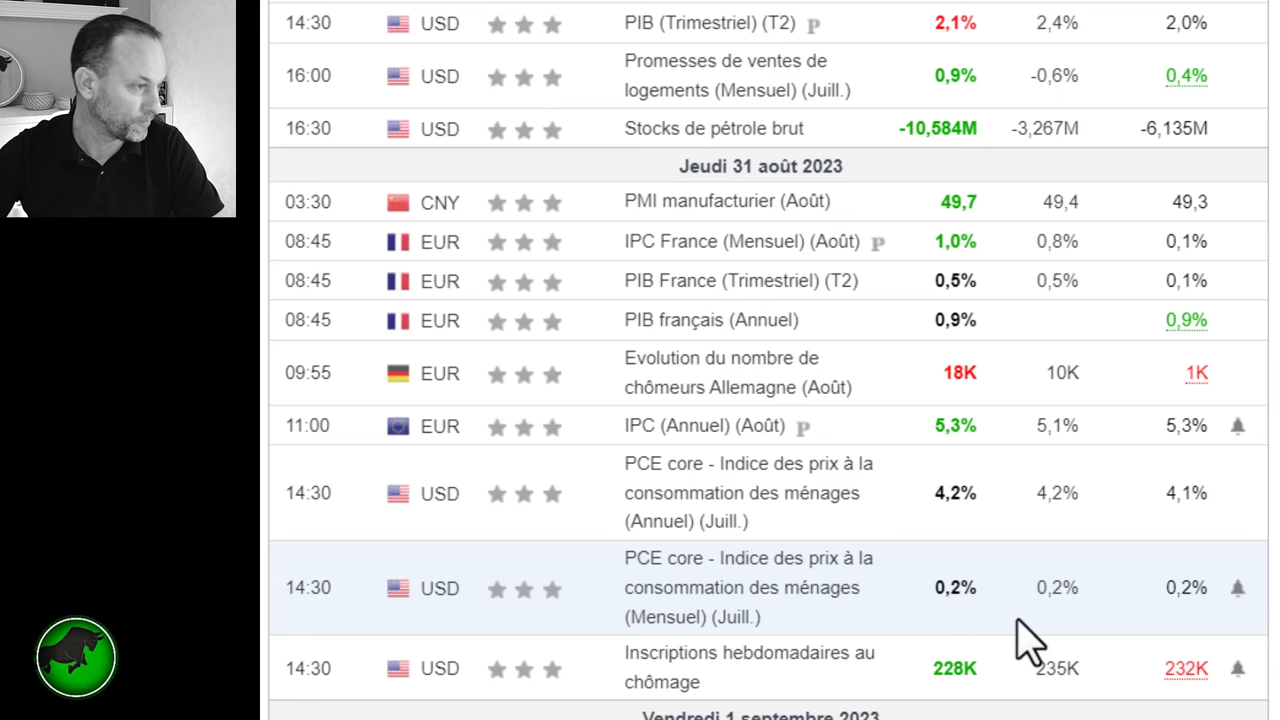 14:30 USD PIB (Trimestriel) (T2) P 2,1% 2,4% 2,0%
16:00 USD Promesses de ventes de
logements (Mensuel) (Juill.) 0,9% -0,6% 0,4%
16:30 USD Stocks de pétrole brut -10,584M -3,267M -6,135M
Jeudi 31 août 2023
03:30 CNY PMI manufacturier (Août) 49,7 49,4 49,3
08:45 EUR IPC France (Mensuel) (Août) P 1,0% 0,8% 0,1%
08:45 EUR PIB France (Trimestriel) (T2) 0,5% 0,5% 0,1%
08:45 EUR PIB français (Annuel) 0,9% 0,9%
09:55 EUR Evolution du nombre de
chômeurs Allemagne (Août) 18K 10K 1K
11:00 EUR IPC (Annuel) (Août) P 5,3% 5,1% 5,3%
PCE core - Indice des prix à la
14:30 USD consommation des ménages 4,2% 4,2% 4,1%
(Annuel) (Juill.)
PCE core - Indice des prix à la
14:30 USD consommation des ménages 0,2% 0,2% 0,2%
(Mensuel) (Juill.)
14:30 USD Inscriptions hebdomadaires au
chômage 228K 235K 232K
Vendredi 1 septembre 2023